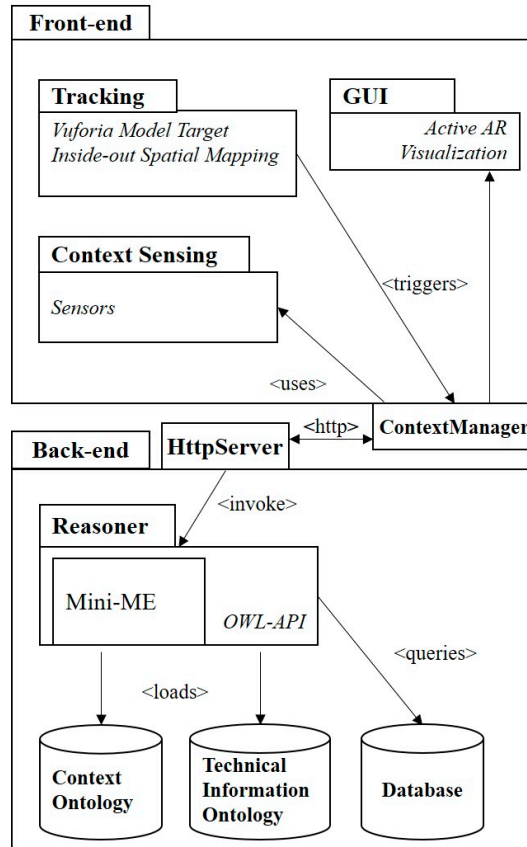 Front-end
Tracking
Vuforia Model Target
Inside-out Spatial Mapping
GUI
Active AR
Visualization
Context Sensing
Sensors
<triggers>
<uses>
<http>
ContextManager
Back-end
HttpServer
<invoke>
Reasoner
Mini-ME
OWL-API
<queries>
<loads>
Context
Ontology
Technical
Information
Ontology
Database